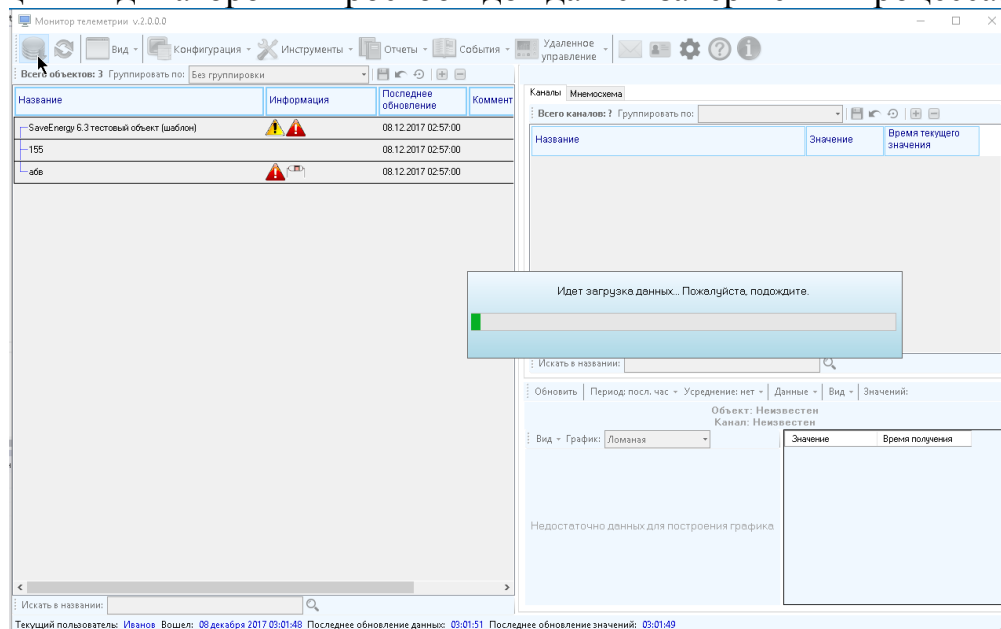 Монитор телеметрии v.2.0.0.0
Вид Конфигурация Инструменты Отчеты События Удаленное управление
Всего объектов: 3 Группировать по: Без группировки
Название Информация Последнее обновление Коммент
SaveEnergy 6.3 тестовый объект (шаблон) 08.12.2017 02:57:00
155 08.12.2017 02:57:00
абв 08.12.2017 02:57:00
Искать в названии:
Каналы Мнемосхема
Всего каналов: ? Группировать по:
Название Значение Время текущего значения
Идет загрузка данных... Пожалуйста, подождите.
Искать в названии:
Обновить Период: посл. час Усреднение: нет Данные Вид Значений:
Объект: Неизвестен
Канал: Неизвестен
Вид График: Ломаная
Значение Время получения
Недостаточно данных для построения графика
Текущий пользователь: Иванов Вошел: 08 декабря 2017 03:01:48 Последнее обновление данных: 03:01:51 Последнее обновление значений: 03:01:49